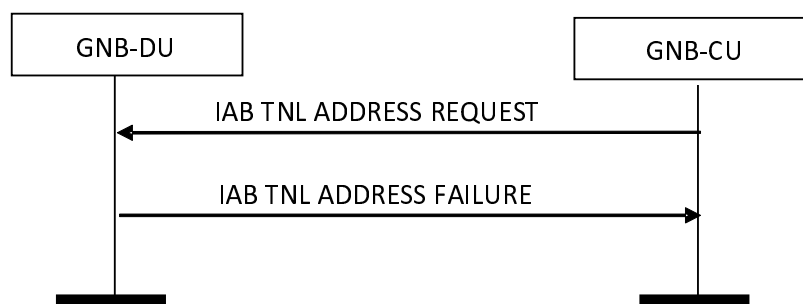 GNB-DU
GNB-CU
IAB TNL ADDRESS REQUEST
IAB TNL ADDRESS FAILURE